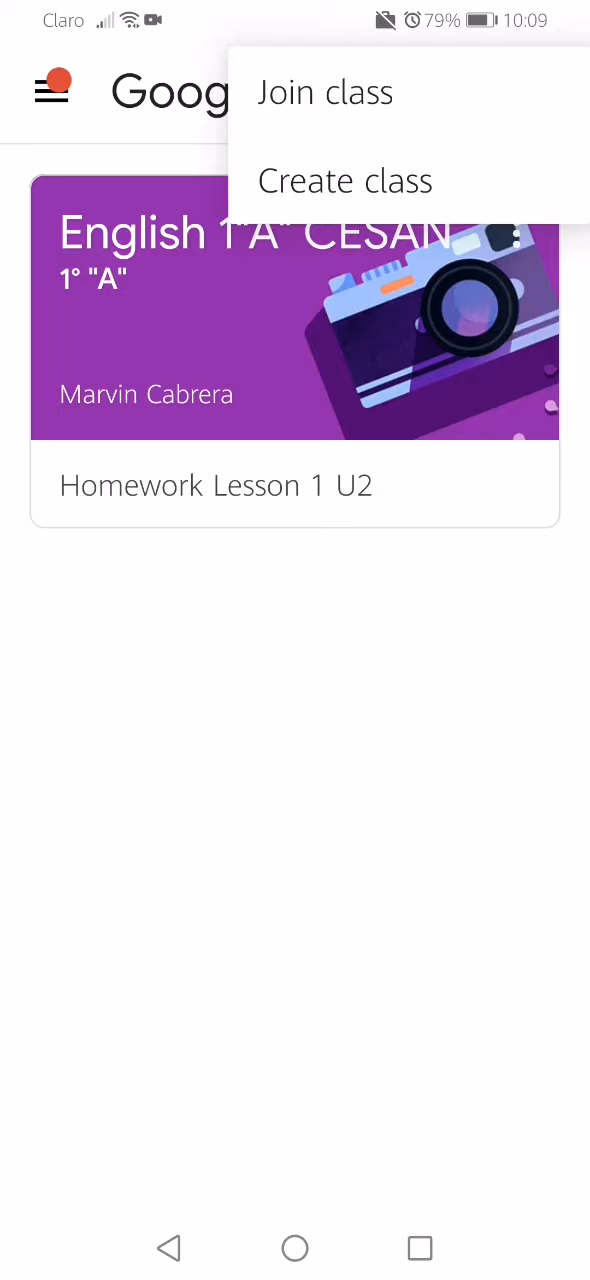 Claro 79% 10:09
Goog
Join class
Create class
English 1"A" CESAN
1° "A"
Marvin Cabrera
Homework Lesson 1 U2